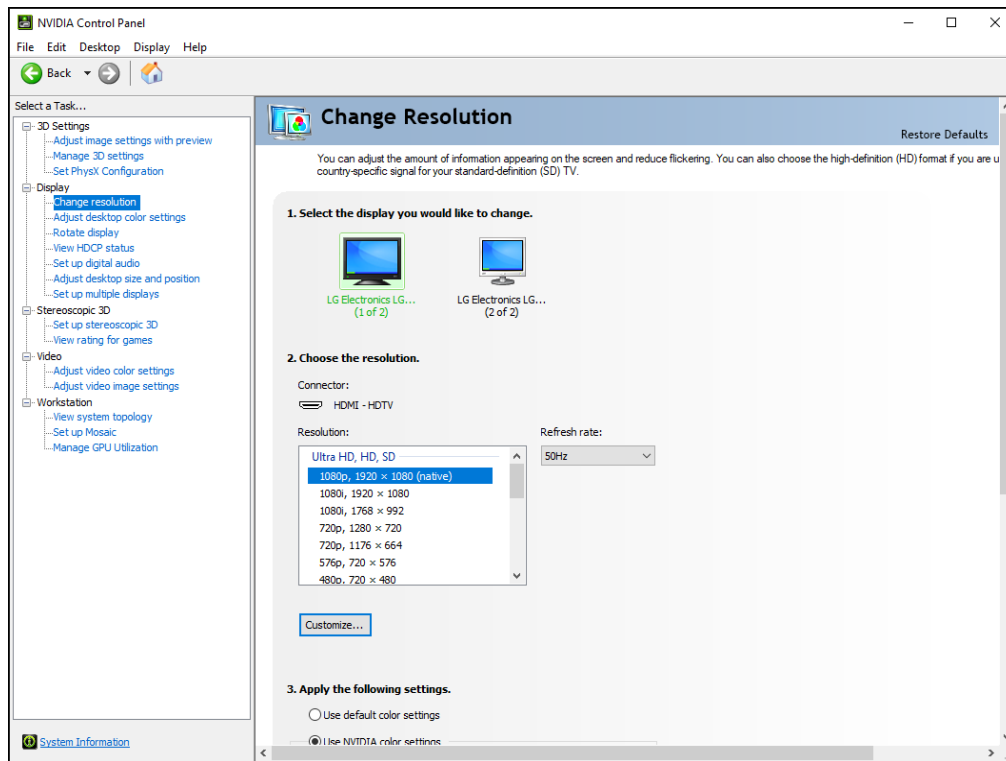 NVIDIA Control Panel
File Edit Desktop Display Help
Back
Select a Task...
3D Settings
Adjust image settings with preview
Manage 3D settings
Set PhysX Configuration
Display
Change resolution
Adjust desktop color settings
Rotate display
View HDCP status
Set up digital audio
Adjust desktop size and position
Set up multiple displays
Stereoscopic 3D
Set up stereoscopic 3D
View rating for games
Video
Adjust video color settings
Adjust video image settings
Workstation
View system topology
Set up Mosaic
Manage GPU Utilization
System Information
Change Resolution
Restore Defaults
You can adjust the amount of information appearing on the screen and reduce flickering. You can also choose the high-definition (HD) format if you are u
country-specific signal for your standard-definition (SD) TV.
1. Select the display you would like to change.
LG Electronics LG...
(1 of 2)
LG Electronics LG...
(2 of 2)
2. Choose the resolution.
Connector:
HDMI - HDTV
Resolution:
Refresh rate:
Ultra HD, HD, SD
50Hz
1080p, 1920 × 1080 (native)
1080i, 1920 × 1080
1080i, 1768 × 992
720p, 1280 × 720
720p, 1176 × 664
576p, 720 × 576
480p, 720 × 480
Customize...
3. Apply the following settings.
Use default color settings
Use NVIDIA color settings